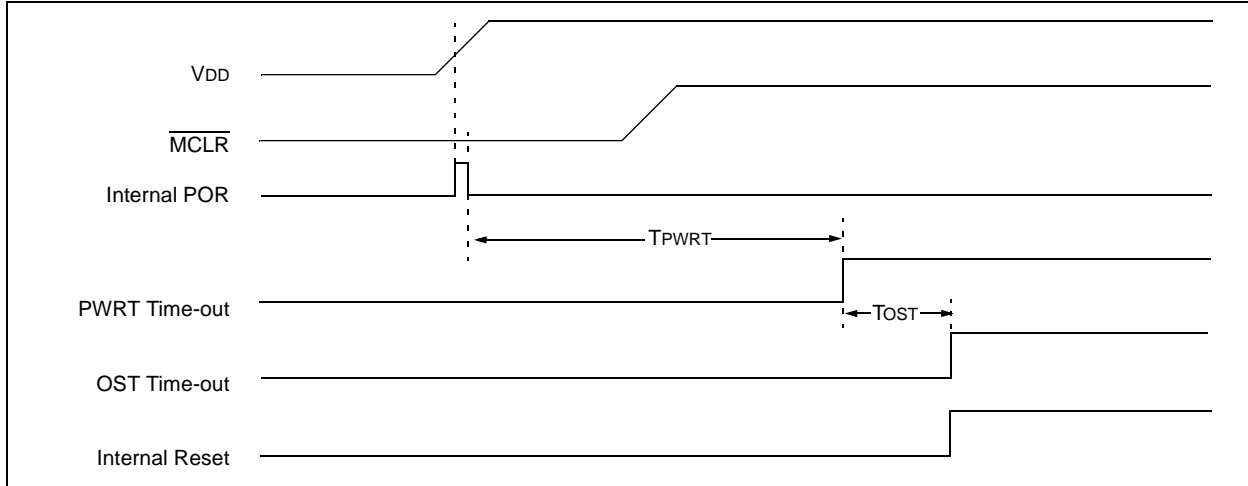 VDD
MCLR
Internal POR
TPWRT
PWRT Time-out
TOST
OST Time-out
Internal Reset